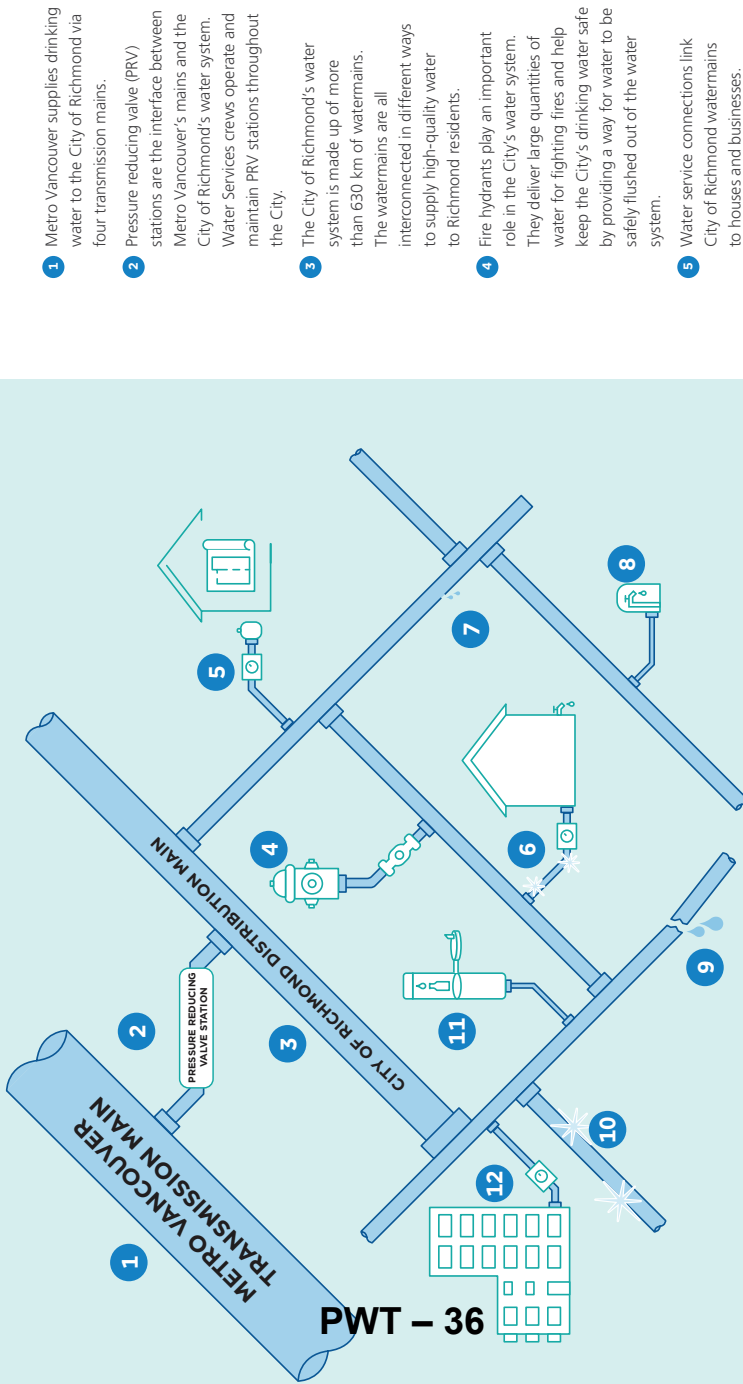 METRO VANCOUVER
TRANSMISSION MAIN
PRESSURE REDUCING
VALVE STATION
CITY OF RICHMOND DISTRIBUTION MAIN
1
2
3
4
5
6
7
8
9
10
11
12
1 Metro Vancouver supplies drinking
water to the City of Richmond via
four transmission mains.
2 Pressure reducing valve (PRV)
stations are the interface between
Metro Vancouver's mains and the
City of Richmond's water system.
Water Services crews operate and
maintain PRV stations throughout
the City.
3 The City of Richmond's water
system is made up of more
than 630 km of watermains.
The watermains are all
interconnected in different ways
to supply high-quality water
to Richmond residents.
4 Fire hydrants play an important
role in the City's water system.
They deliver large quantities of
water for fighting fires and help
keep the City's drinking water safe
by providing a way for water to be
safely flushed out of the water
system.
5 Water service connections link
City of Richmond watermains
to houses and businesses.
PWT – 36